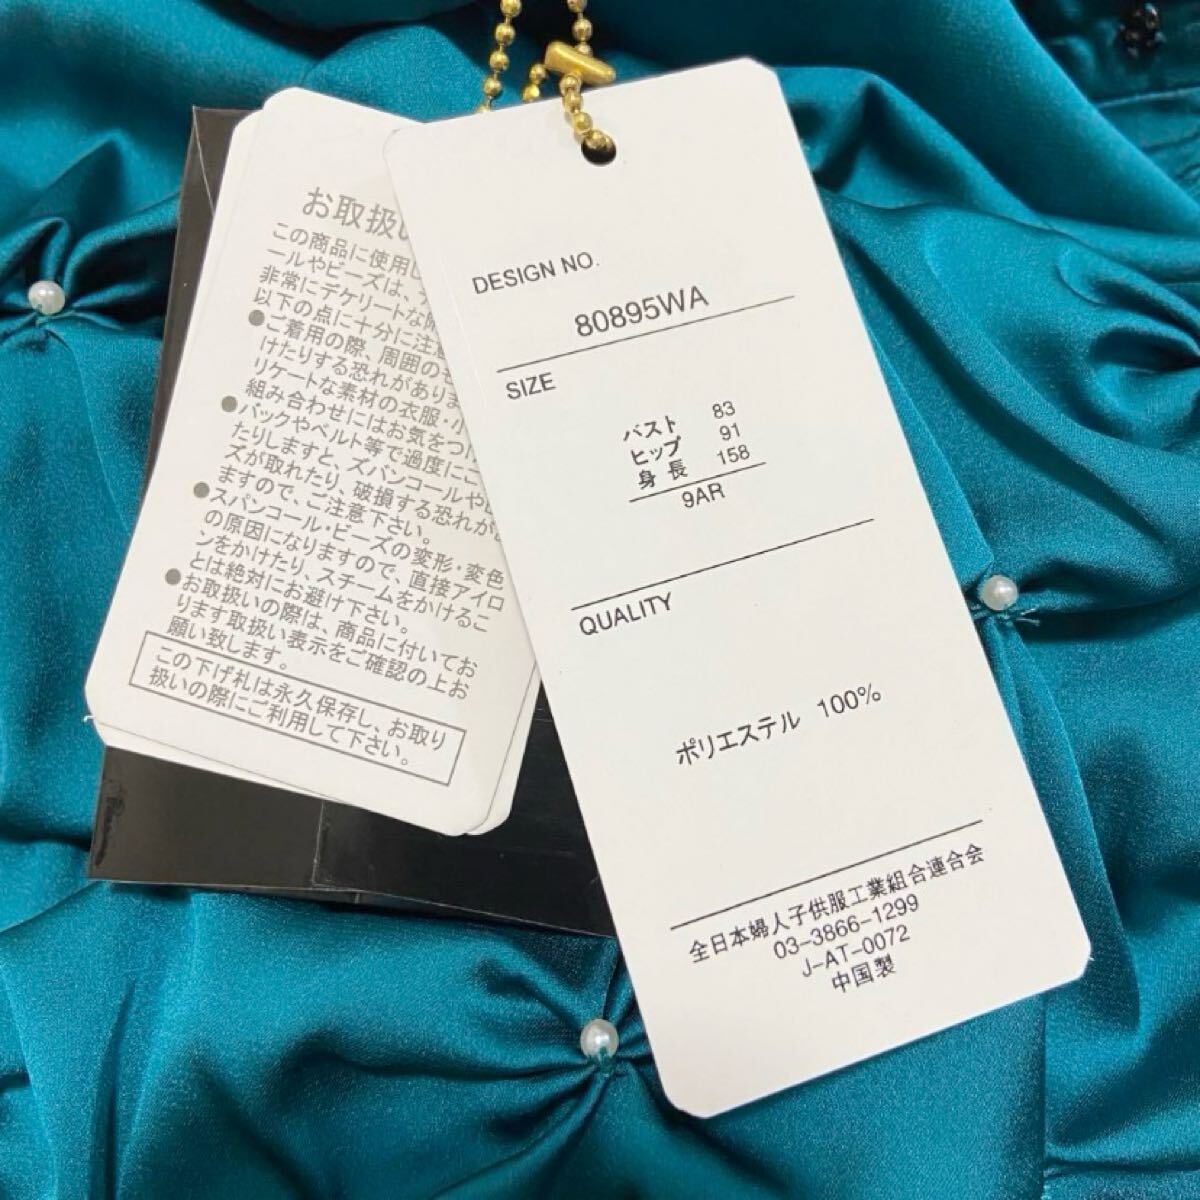 お取扱い
この商品に使用し
ールやビーズは、
非常にデリケートな
以下の点に十分に注意
●ご着用の際、周囲の
けたりする恐れがありま
リケートな素材の衣服・小
組み合わせにはお気をつけ
●バックやベルト等で過度にこ
たりしますと、スパンコールや
ズが取れたり、破損する恐れが
ますので、ご注意下さい。
●スパンコール・ビーズの変形・変色
の原因になりますので、直接アイロ
ンをかけたり、スチームをかけるこ
とは絶対にお避け下さい。
●お取扱いの際は、商品に付いてお
ります取扱い表示をご確認の上お
願い致します。
この下げ札は永久保存し、お取り
扱いの際にご利用して下さい。
DESIGN NO.
80895WA
SIZE
バスト 83
ヒップ 91
身長 158
9AR
QUALITY
ポリエステル 100%
全日本婦人子供服工業組合連合会
03-3866-1299
J-AT-0072
中国製